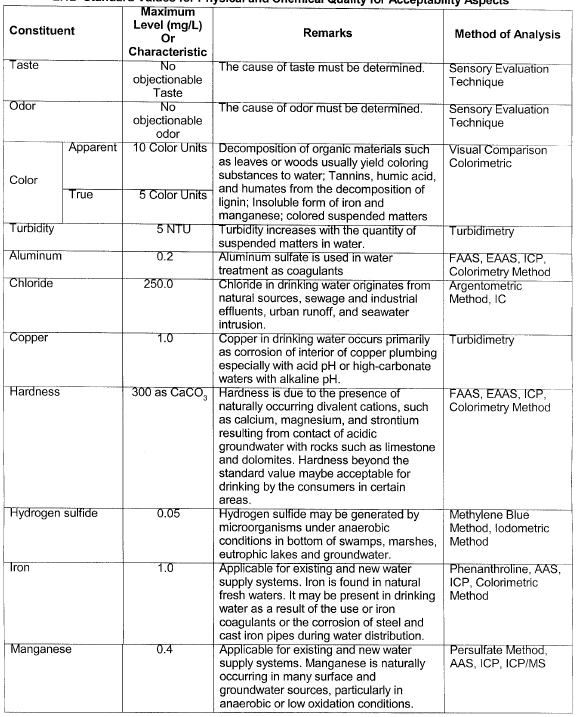 Standard Values for Physical and Chemical Quality for Acceptability Aspects
Constituent
Maximum
Level (mg/L)
Or
Characteristic
Remarks
Method of Analysis
Taste
No
objectionable
Taste
The cause of taste must be determined.
Sensory Evaluation
Technique
Odor
No
objectionable
odor
The cause of odor must be determined.
Sensory Evaluation
Technique
Color
Apparent
10 Color Units
True
5 Color Units
Decomposition of organic materials such
as leaves or woods usually yield coloring
substances to water; Tannins, humic acid,
and humates from the decomposition of
lignin; Insoluble form of iron and
manganese; colored suspended matters
Visual Comparison
Colorimetric
Turbidity
5 NTU
Turbidity increases with the quantity of
suspended matters in water.
Turbidimetry
Aluminum
0.2
Aluminum sulfate is used in water
treatment as coagulants
FAAS, EAAS, ICP,
Colorimetry Method
Chloride
250.0
Chloride in drinking water originates from
natural sources, sewage and industrial
effluents, urban runoff, and seawater
intrusion.
Argentometric
Method, IC
Copper
1.0
Copper in drinking water occurs primarily
as corrosion of interior of copper plumbing
especially with acid pH or high-carbonate
waters with alkaline pH.
Turbidimetry
Hardness
300 as CaCO3
Hardness is due to the presence of
naturally occurring divalent cations, such
as calcium, magnesium, and strontium
resulting from contact of acidic
groundwater with rocks such as limestone
and dolomites. Hardness beyond the
standard value maybe acceptable for
drinking by the consumers in certain
areas.
FAAS, EAAS, ICP,
Colorimetry Method
Hydrogen sulfide
0.05
Hydrogen sulfide may be generated by
microorganisms under anaerobic
conditions in bottom of swamps, marshes,
eutrophic lakes and groundwater.
Methylene Blue
Method, Iodometric
Method
Iron
1.0
Applicable for existing and new water
supply systems. Iron is found in natural
fresh waters. It may be present in drinking
water as a result of the use or iron
coagulants or the corrosion of steel and
cast iron pipes during water distribution.
Phenanthroline, AAS,
ICP, Colorimetric
Method
Manganese
0.4
Applicable for existing and new water
supply systems. Manganese is naturally
occurring in many surface and
groundwater sources, particularly in
anaerobic or low oxidation conditions.
Persulfate Method,
AAS, ICP, ICP/MS